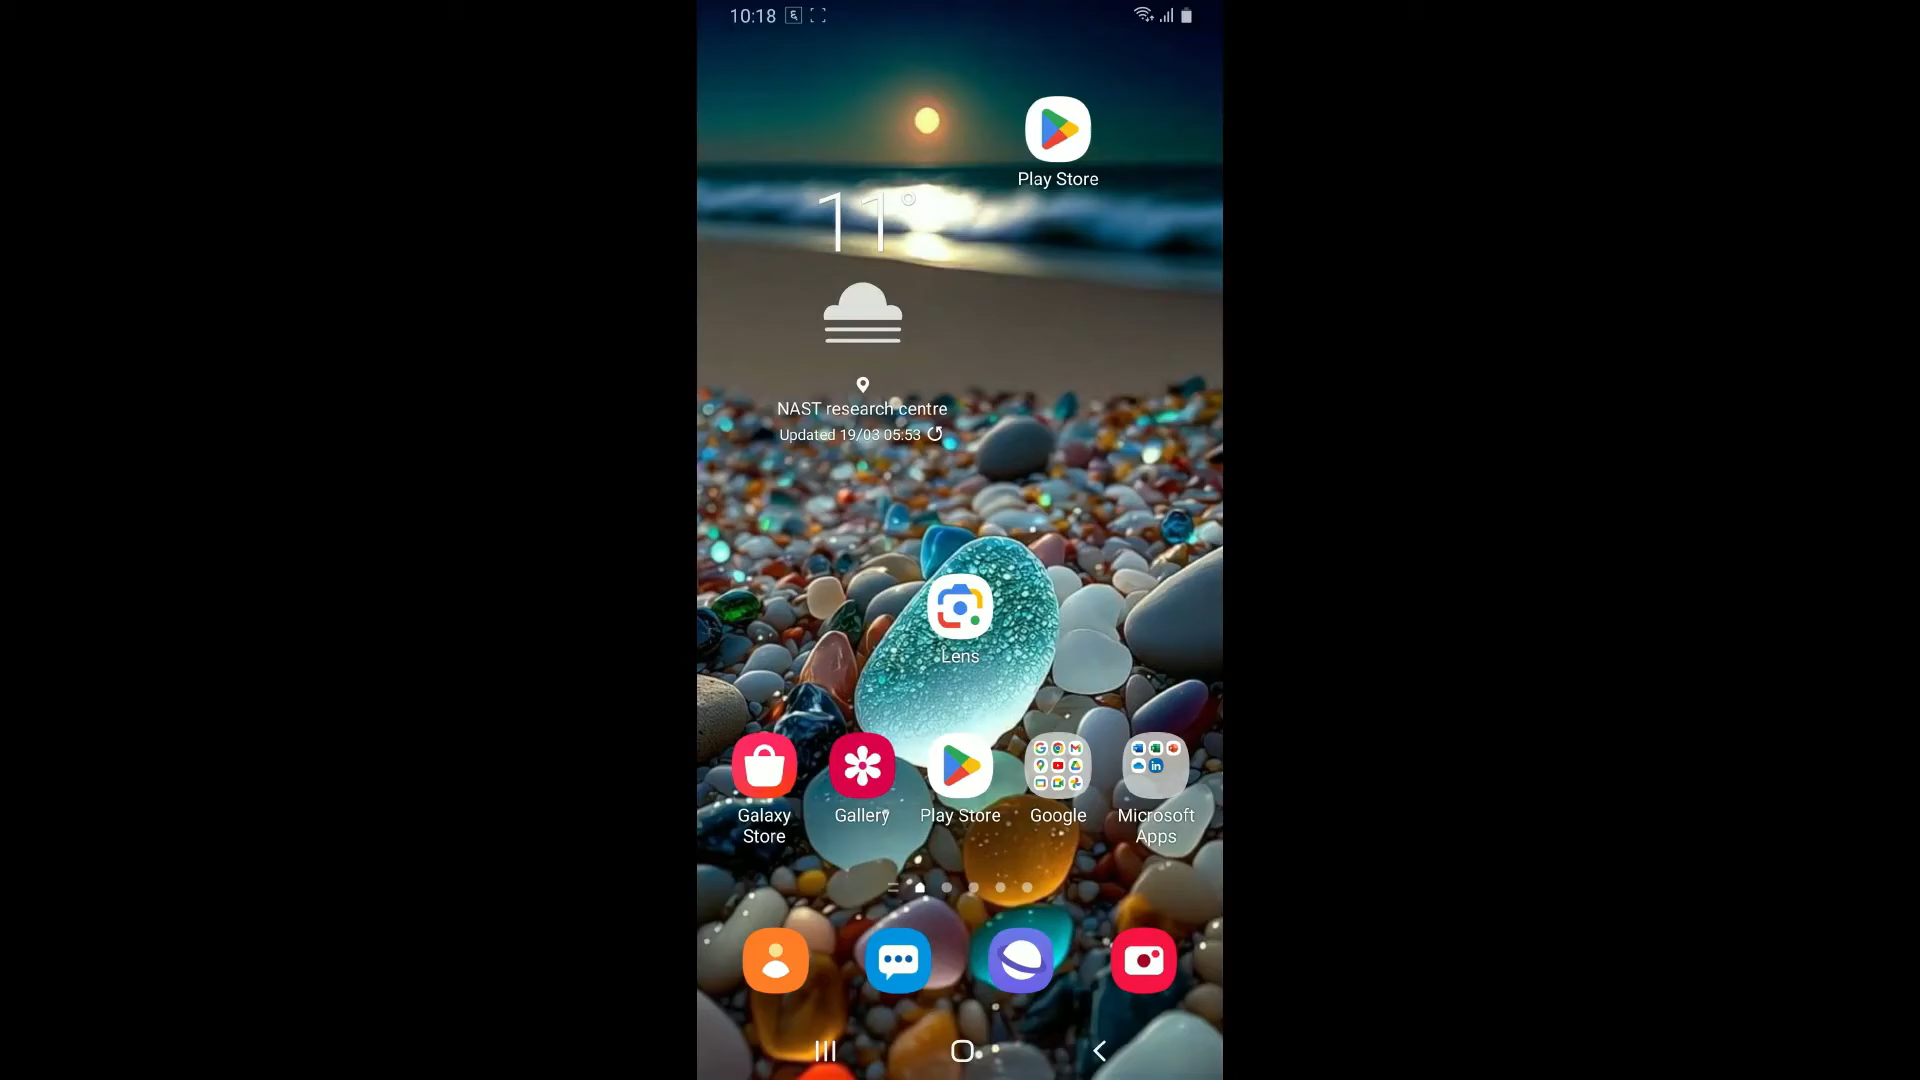 10:18
Play Store
11°
NAST research centre
Updated 19/03 05:53
Lens
Galaxy Store
Gallery
Play Store
Google
Microsoft Apps